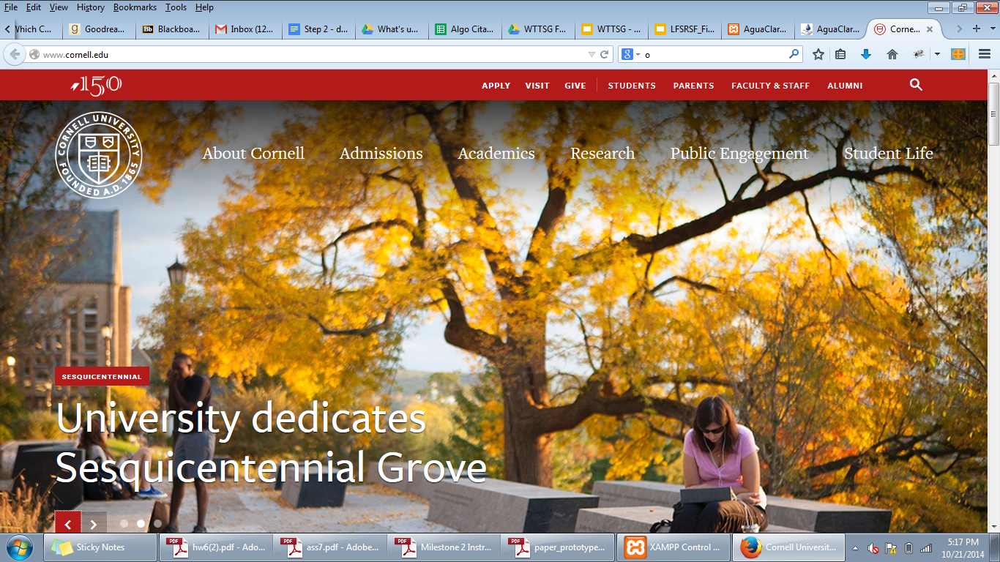 File Edit View History Bookmarks Tools Help
Which C... Goodrea... Blackboa... Inbox (12... Step 2 - d... What's u... Algo Cita... WTTSG F... WTTSG - ... LFSRSF_Fi... AguaClar... AguaClar... Corne...
www.cornell.edu 8 o
150 APPLY VISIT GIVE STUDENTS PARENTS FACULTY & STAFF ALUMNI
CORNELL UNIVERSITY FOUNDED A.D. 1865
About Cornell Admissions Academics Research Public Engagement Student Life
SESQUICENTENNIAL
University dedicates
Sesquicentennial Grove
Sticky Notes hw6(2).pdf - Ado... ass7.pdf - Adobe... Milestone 2 Instr... paper_prototype... XAMPP Control ... Cornell Universit... 5:17 PM
10/21/2014